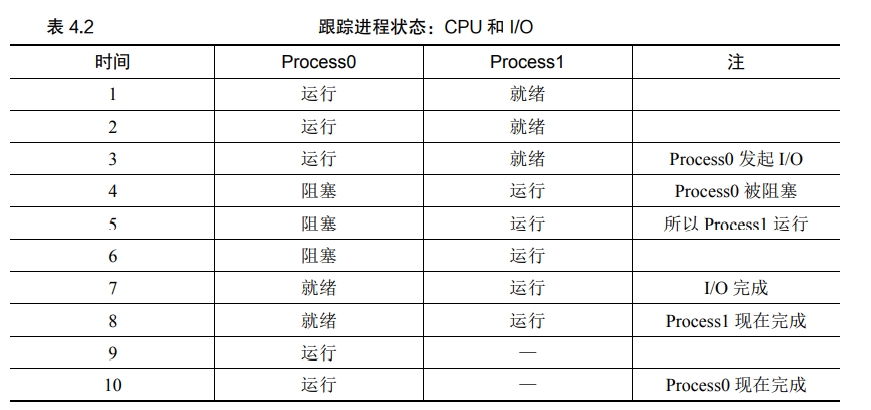 表 4.2 跟踪进程状态：CPU 和 I/O
时间 Process0 Process1 注
1 运行 就绪
2 运行 就绪
3 运行 就绪 Process0 发起 I/O
4 阻塞 运行 Process0 被阻塞
5 阻塞 运行 所以 Process1 运行
6 阻塞 运行
7 就绪 运行 I/O 完成
8 就绪 运行 Process1 现在完成
9 运行 —
10 运行 — Process0 现在完成